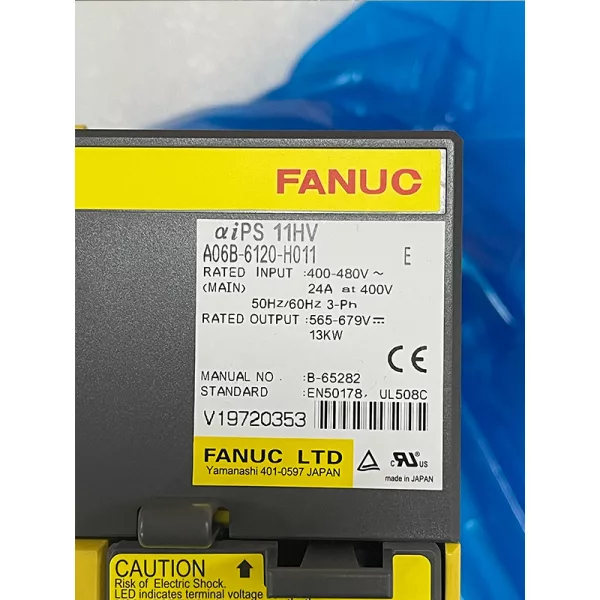 FANUC
αiPS 11HV
A06B-6120-H011 E
RATED INPUT :400-480V～
(MAIN) 24A at 400V
50Hz/60Hz 3-Ph
RATED OUTPUT :565-679V⎓
13KW
CE
MANUAL NO. :B-65282
STANDARD :EN50178, UL508C
V19720353
FANUC LTD
Yamanashi 401-0597 JAPAN
c RU US
made in JAPAN
CAUTION
Risk of Electric Shock.
LED indicates terminal voltage